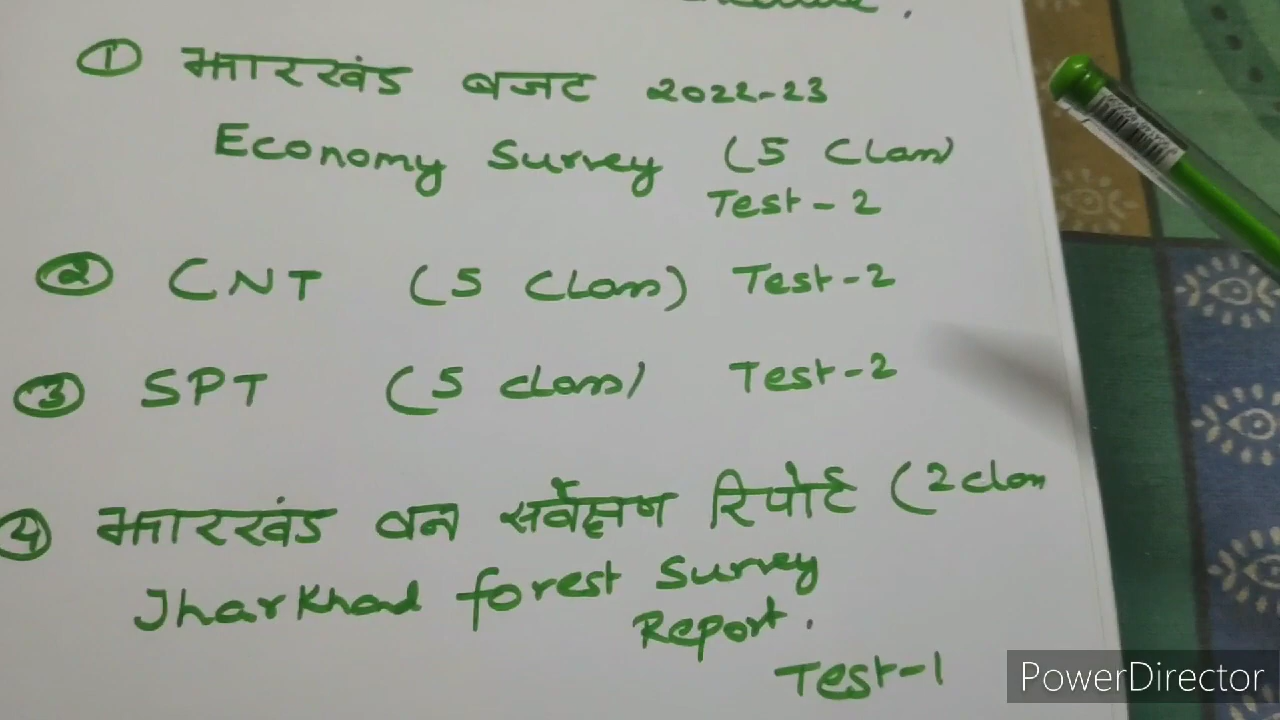 ① झारखंड बजट 2022-23
Economy Survey (5 Class)
Test - 2
② CNT (5 Class) Test-2
③ SPT (5 class) Test-2
④ झारखंड वन सर्वेक्षण रिपोर्ट (2 class
Jharkhand forest Survey
Report.
Test-1
PowerDirector